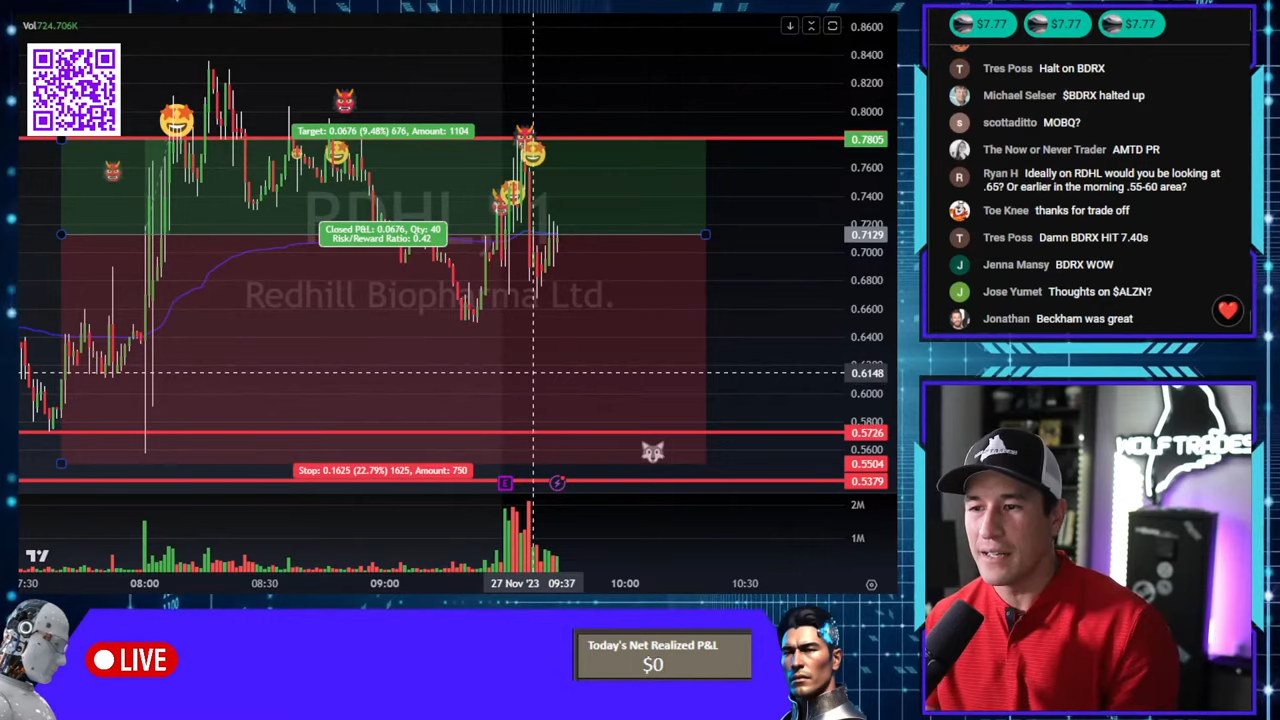 Vol724.706K
Target: 0.0676 (9.48%) 676, Amount: 1104
RDHL
Closed P&L: 0.0676, Qty: 40
Risk/Reward Ratio: 0.42
Redhill Biopharma Ltd.
Stop: 0.1625 (22.79%) 1625, Amount: 750
E
0.8600
0.8400
0.8200
0.8000
0.7805
0.7600
0.7400
0.7200
0.7129
0.7000
0.6800
0.6600
0.6400
0.6148
0.6000
0.5800
0.5726
0.5600
0.5504
0.5379
2M
1M
7:30
08:00
08:30
09:00
27 Nov '23 09:37
10:00
10:30
$7.77
$7.77
$7.77
T Tres Poss Halt on BDRX
Michael Selser $BDRX halted up
s scottaditto MOBQ?
The Now or Never Trader AMTD PR
Ryan H Ideally on RDHL would you be looking at
.65? Or earlier in the morning .55-60 area?
Toe Knee thanks for trade off
T Tres Poss Damn BDRX HIT 7.40s
J Jenna Mansy BDRX WOW
J Jose Yumet Thoughts on $ALZN?
Jonathan Beckham was great
WOLFTRADES
LIVE
Today's Net Realized P&L
$0